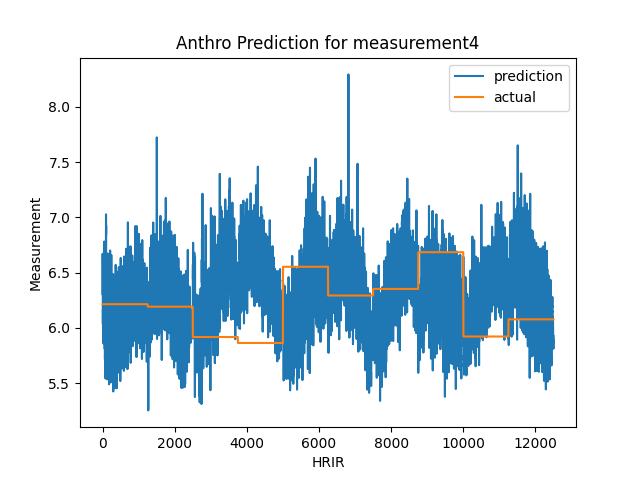 Anthro Prediction for measurement4
prediction
actual
Measurement
8.0
7.5
7.0
6.5
6.0
5.5
0 2000 4000 6000 8000 10000 12000
HRIR